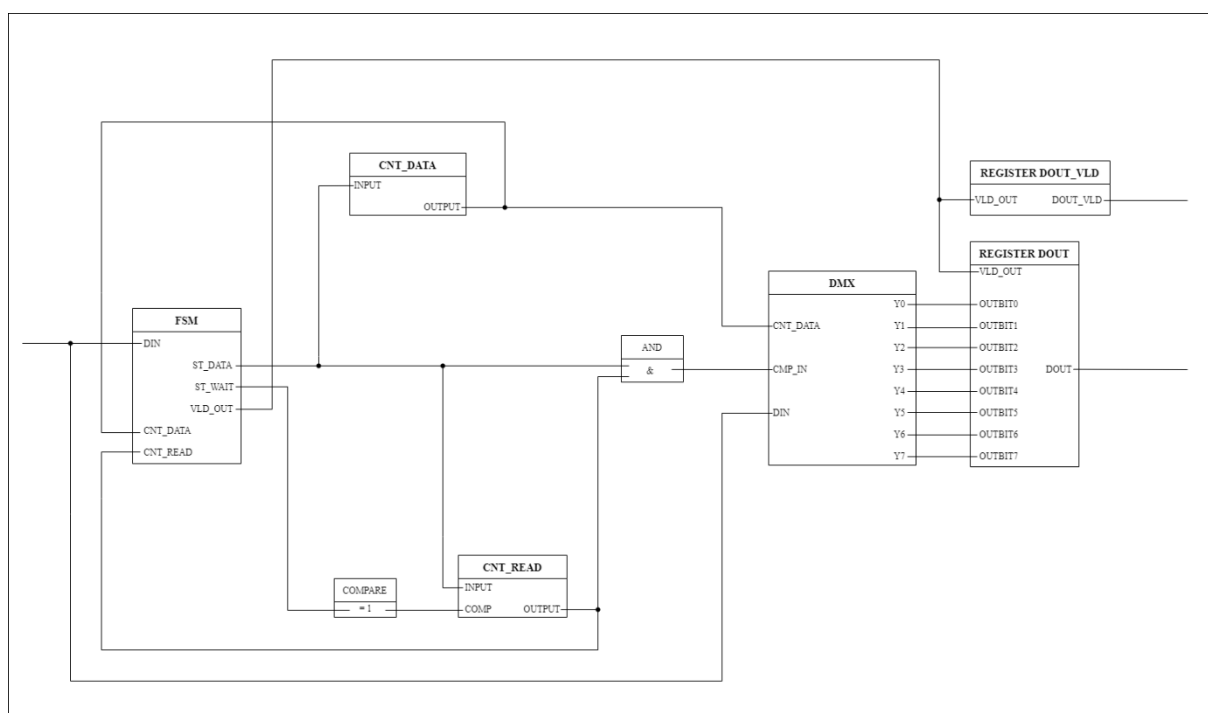 CNT_DATA
INPUT
OUTPUT
REGISTER DOUT_VLD
VLD_OUT DOUT_VLD
REGISTER DOUT
VLD_OUT
OUTBIT0
OUTBIT1
OUTBIT2
OUTBIT3
DOUT
OUTBIT4
OUTBIT5
OUTBIT6
OUTBIT7
DMX
Y0
CNT_DATA
Y1
Y2
CMP_IN
Y3
Y4
DIN
Y5
Y6
Y7
FSM
DIN
ST_DATA
ST_WAIT
VLD_OUT
CNT_DATA
CNT_READ
AND
&
COMPARE
= 1
CNT_READ
INPUT
COMP OUTPUT